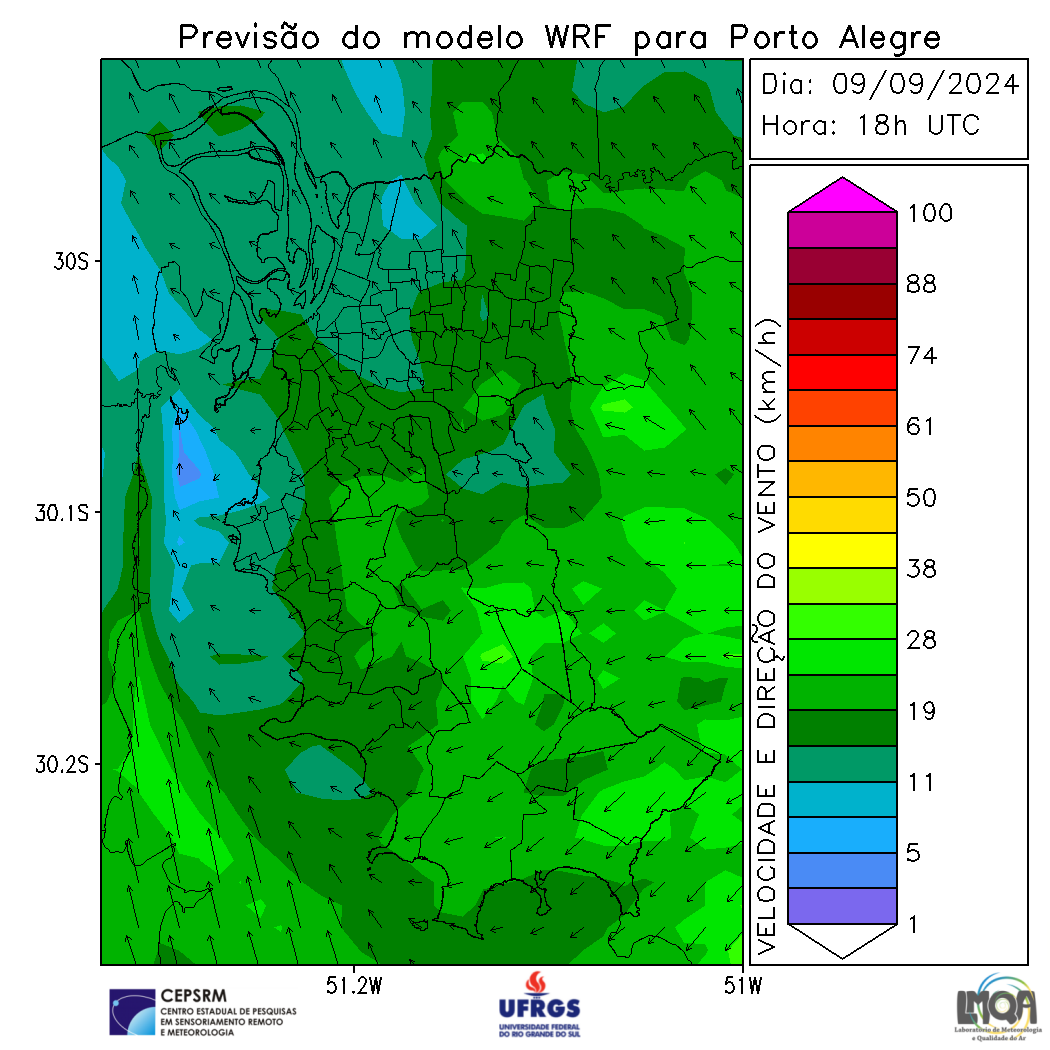 Previsão do modelo WRF para Porto Alegre
Dia: 09/09/2024
Hora: 18h UTC
30S
30.1S
30.2S
51.2W
51W
VELOCIDADE E DIREÇÃO DO VENTO (km/h)
100
88
74
61
50
38
28
19
11
5
1
CEPSRM
CENTRO ESTADUAL DE PESQUISAS
EM SENSORIAMENTO REMOTO
E METEOROLOGIA
UFRGS
UNIVERSIDADE FEDERAL
DO RIO GRANDE DO SUL
LMQA
Laboratório de Meteorologia
e Qualidade do Ar